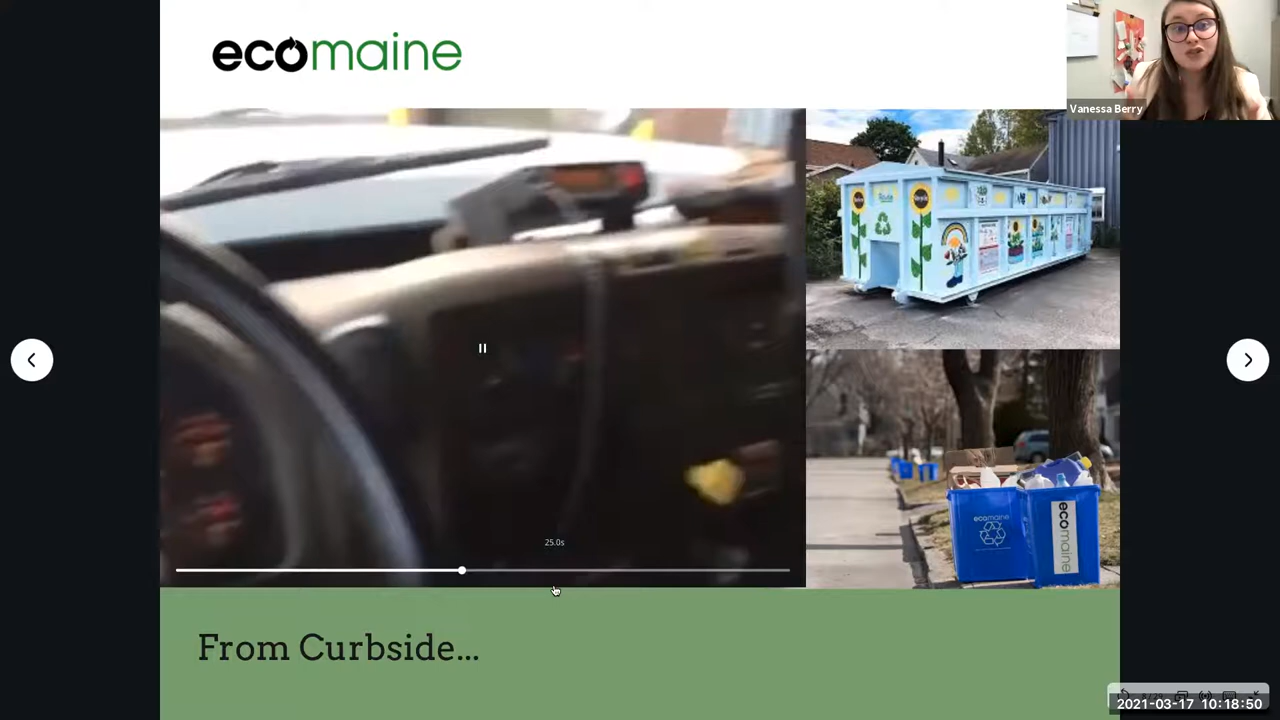 ecomaine
Vanessa Berry
ecomaine
ecomaine
25.0s
From Curbside...
2021-03-17 10:18:50